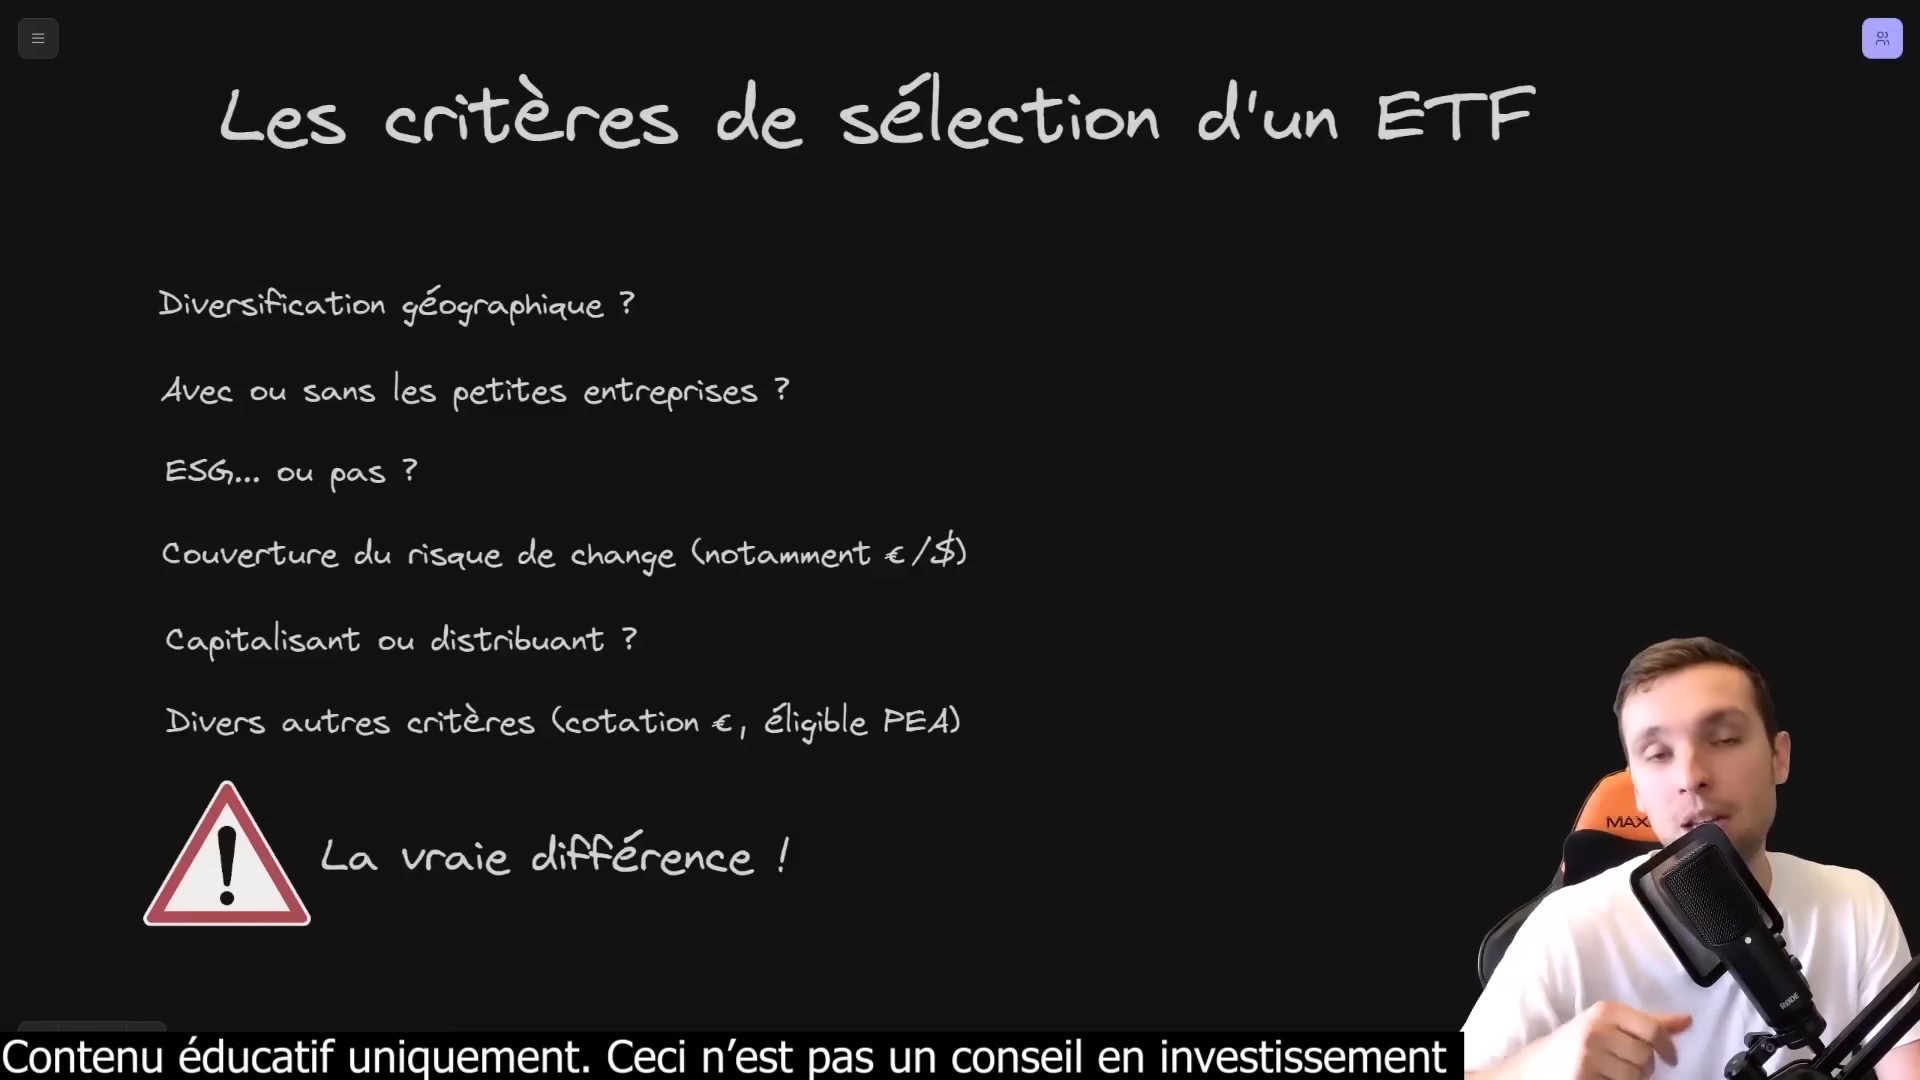 Les critères de sélection d'un ETF
Diversification géographique ?
Avec ou sans les petites entreprises ?
ESG... ou pas ?
Couverture du risque de change (notamment €/$)
Capitalisant ou distribuant ?
Divers autres critères (cotation €, éligible PEA)
La vraie différence !
MAX
RØDE
Contenu éducatif uniquement. Ceci n’est pas un conseil en investissement